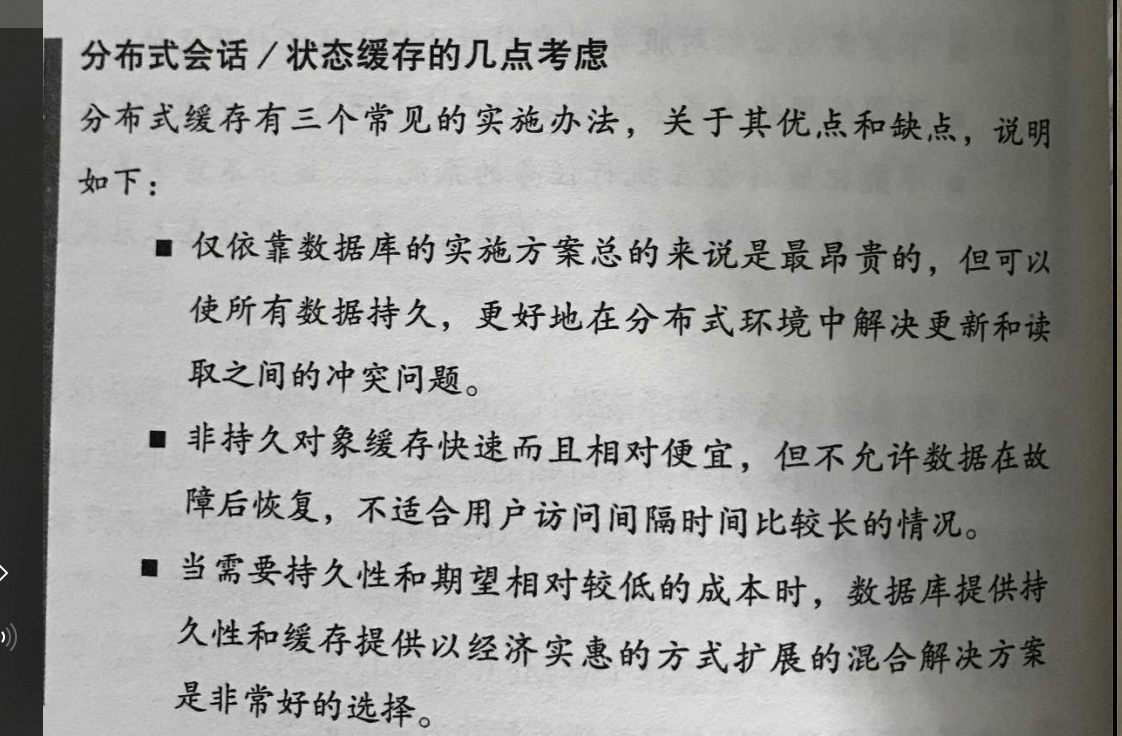 分布式会话／状态缓存的几点考虑
分布式缓存有三个常见的实施办法，关于其优点和缺点，说明
如下：
■ 仅依靠数据库的实施方案总的来说是最昂贵的，但可以
使所有数据持久，更好地在分布式环境中解决更新和读
取之间的冲突问题。
■ 非持久对象缓存快速而且相对便宜，但不允许数据在故
障后恢复，不适合用户访问间隔时间比较长的情况。
■ 当需要持久性和期望相对较低的成本时，数据库提供持
久性和缓存提供以经济实惠的方式扩展的混合解决方案
是非常好的选择。